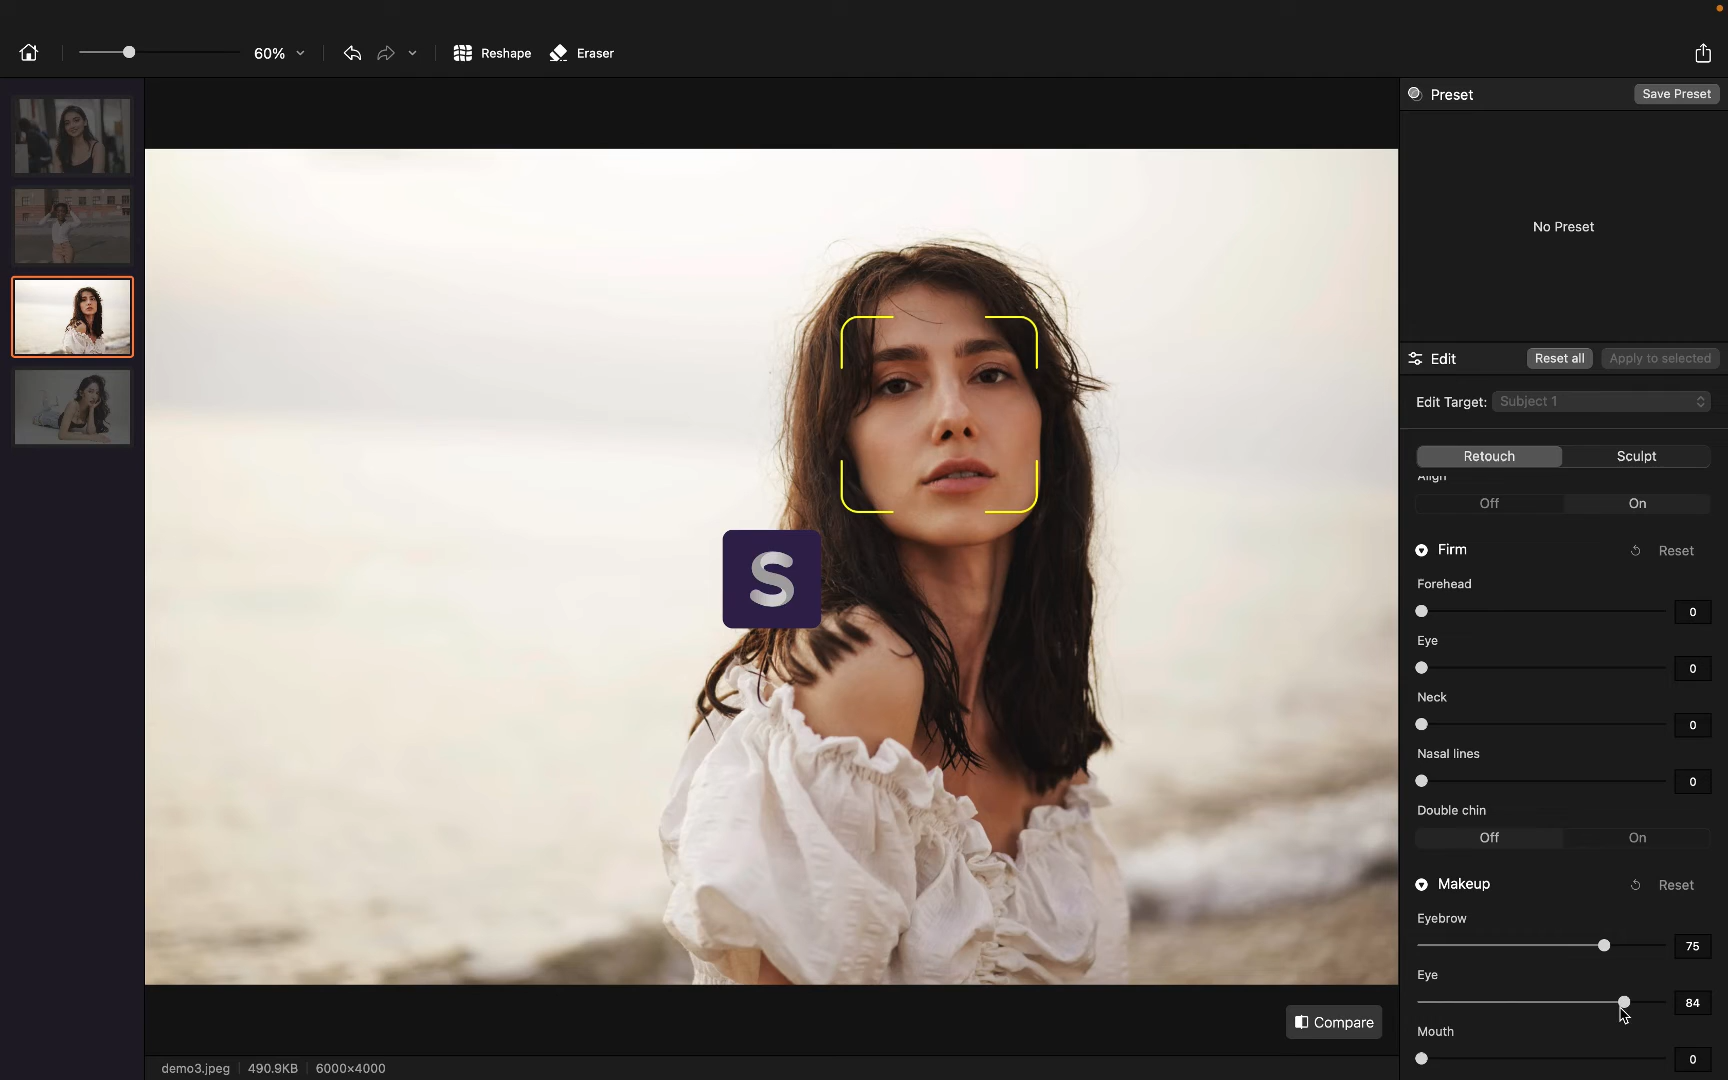 60%
Reshape
Eraser
Preset
Save Preset
No Preset
Edit
Reset all
Apply to selected
Edit Target:
Subject 1
Retouch
Sculpt
Align
Off
On
Firm
Reset
Forehead
0
Eye
0
Neck
0
Nasal lines
0
Double chin
Off
On
Makeup
Reset
Eyebrow
75
Eye
84
Mouth
0
S
Compare
demo3.jpeg
490.9KB
6000×4000